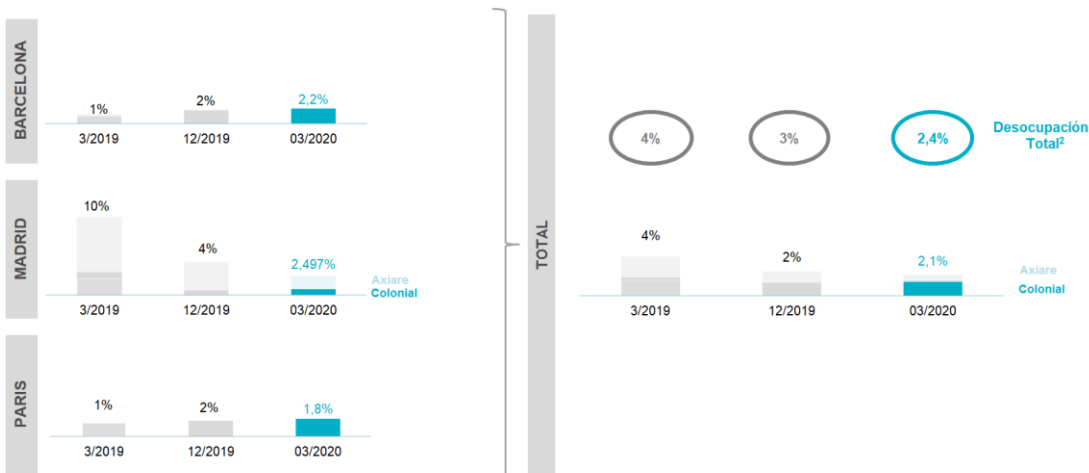 BARCELONA
1%
2%
2,2%
3/2019
12/2019
03/2020
MADRID
10%
4%
2,497%
Axiare
Colonial
3/2019
12/2019
03/2020
PARIS
1%
2%
1,8%
3/2019
12/2019
03/2020
TOTAL
4%
3%
2,4%
Desocupación
Total²
4%
2%
2,1%
Axiare
Colonial
3/2019
12/2019
03/2020